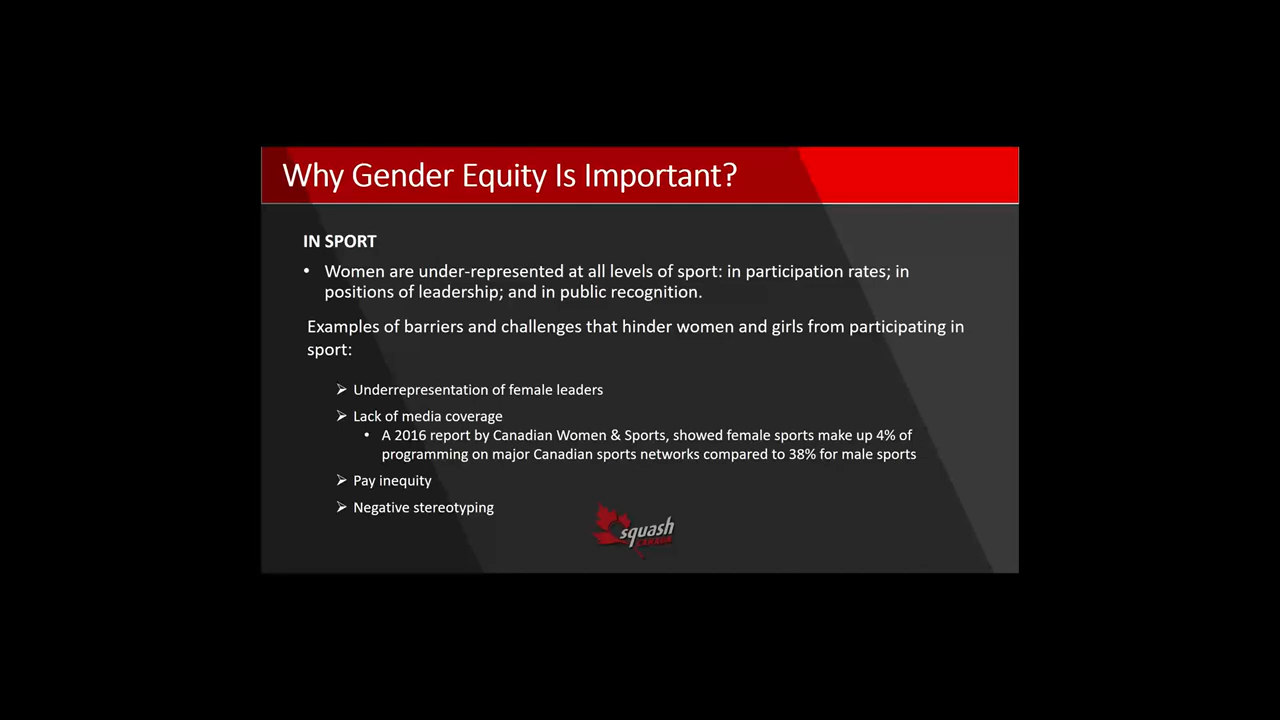 Why Gender Equity Is Important?
IN SPORT
• Women are under-represented at all levels of sport: in participation rates; in
positions of leadership; and in public recognition.
Examples of barriers and challenges that hinder women and girls from participating in
sport:
➢ Underrepresentation of female leaders
➢ Lack of media coverage
• A 2016 report by Canadian Women & Sports, showed female sports make up 4% of
programming on major Canadian sports networks compared to 38% for male sports
➢ Pay inequity
➢ Negative stereotyping
squash
CANADA